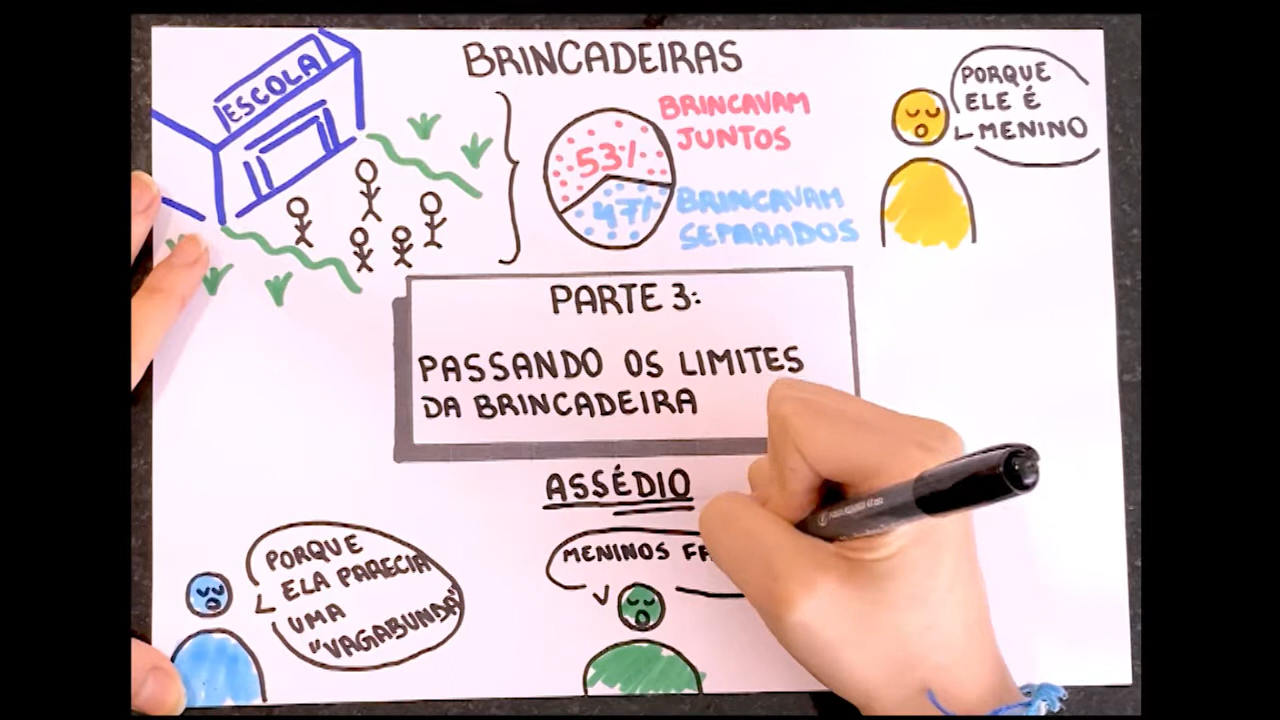 BRINCADEIRAS
ESCOLA
53%
BRINCAVAM
JUNTOS
47%
BRINCAVAM
SEPARADOS
PORQUE
ELE É
MENINO
PARTE 3:
PASSANDO OS LIMITES
DA BRINCADEIRA
ASSÉDIO
PORQUE
ELA PARECIA
UMA
"VAGABUNDA"
MENINOS